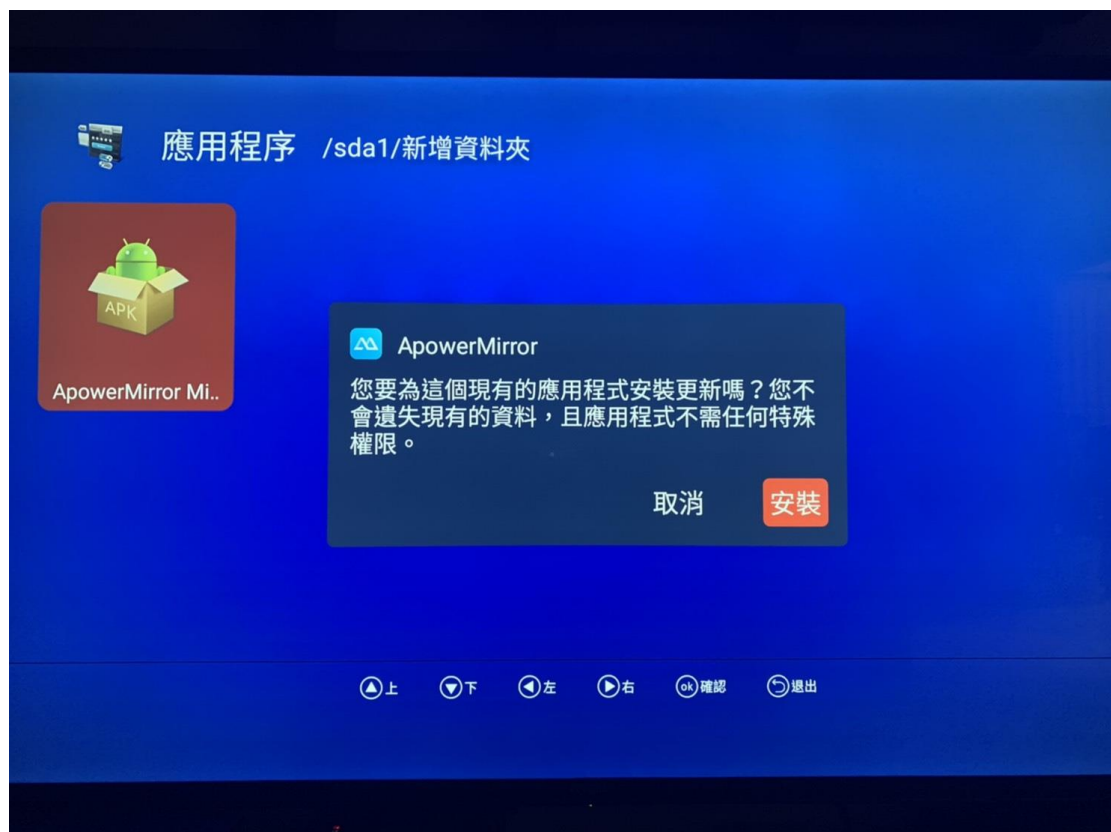 應用程序 /sda1/新增資料夾
APK
ApowerMirror Mi..
ApowerMirror
您要為這個現有的應用程式安裝更新嗎？您不
會遺失現有的資料，且應用程式不需任何特殊
權限。
取消 安裝
上 下 左 右 ok 確認 退出